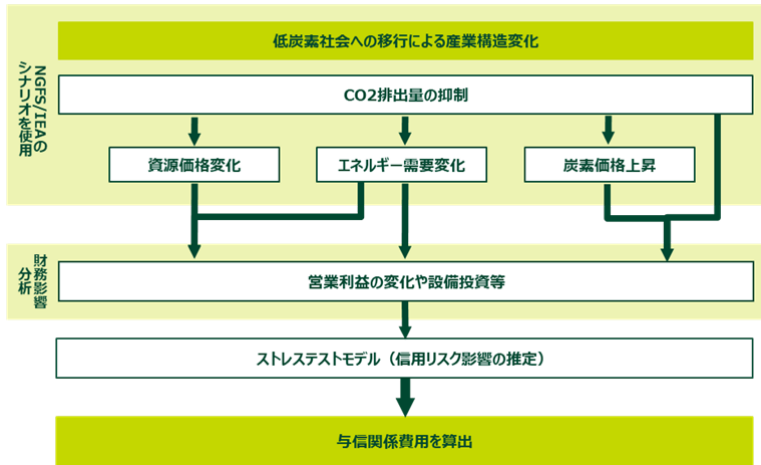 低炭素社会への移行による産業構造変化
NGFS/IEAの
シナリオを使用
CO2排出量の抑制
資源価格変化
エネルギー需要変化
炭素価格上昇
財務影響
分析
営業利益の変化や設備投資等
ストレステストモデル（信用リスク影響の推定）
与信関係費用を算出